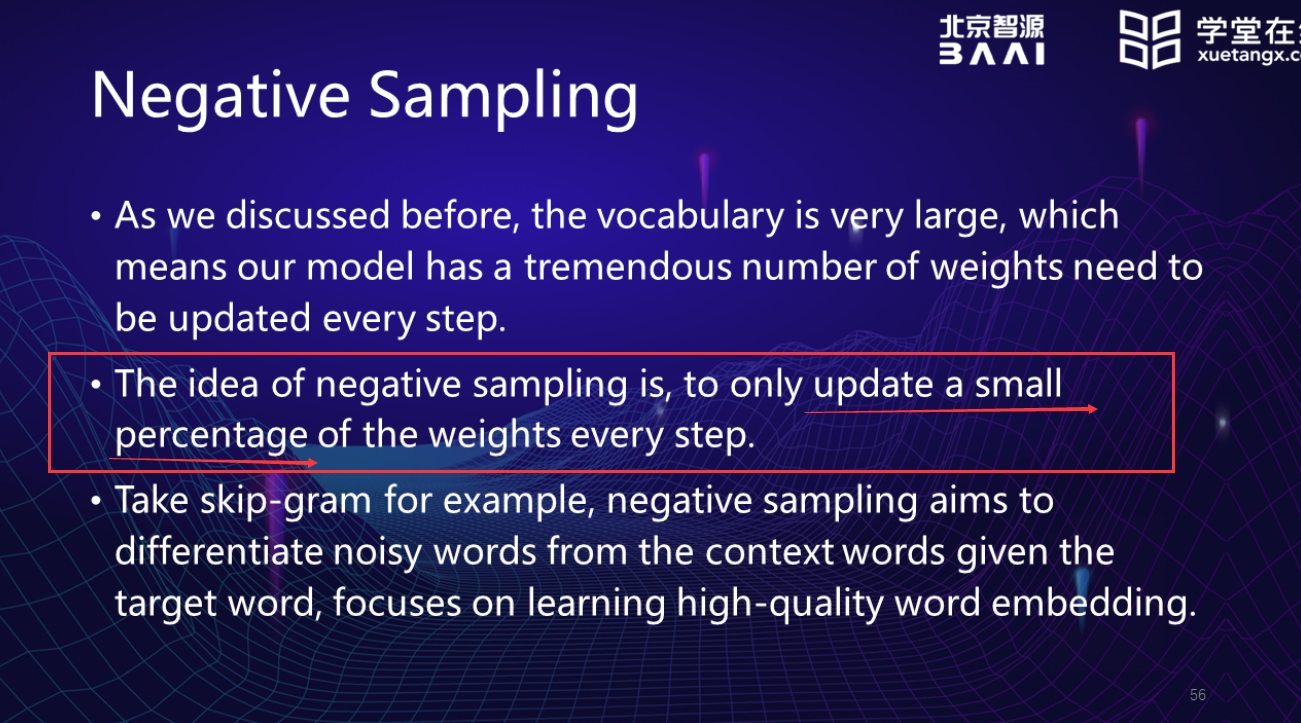 北京智源
BAAI
学堂在
xuetangx.c
Negative Sampling
• As we discussed before, the vocabulary is very large, which
means our model has a tremendous number of weights need to
be updated every step.
• The idea of negative sampling is, to only update a small
percentage of the weights every step.
• Take skip-gram for example, negative sampling aims to
differentiate noisy words from the context words given the
target word, focuses on learning high-quality word embedding.
56